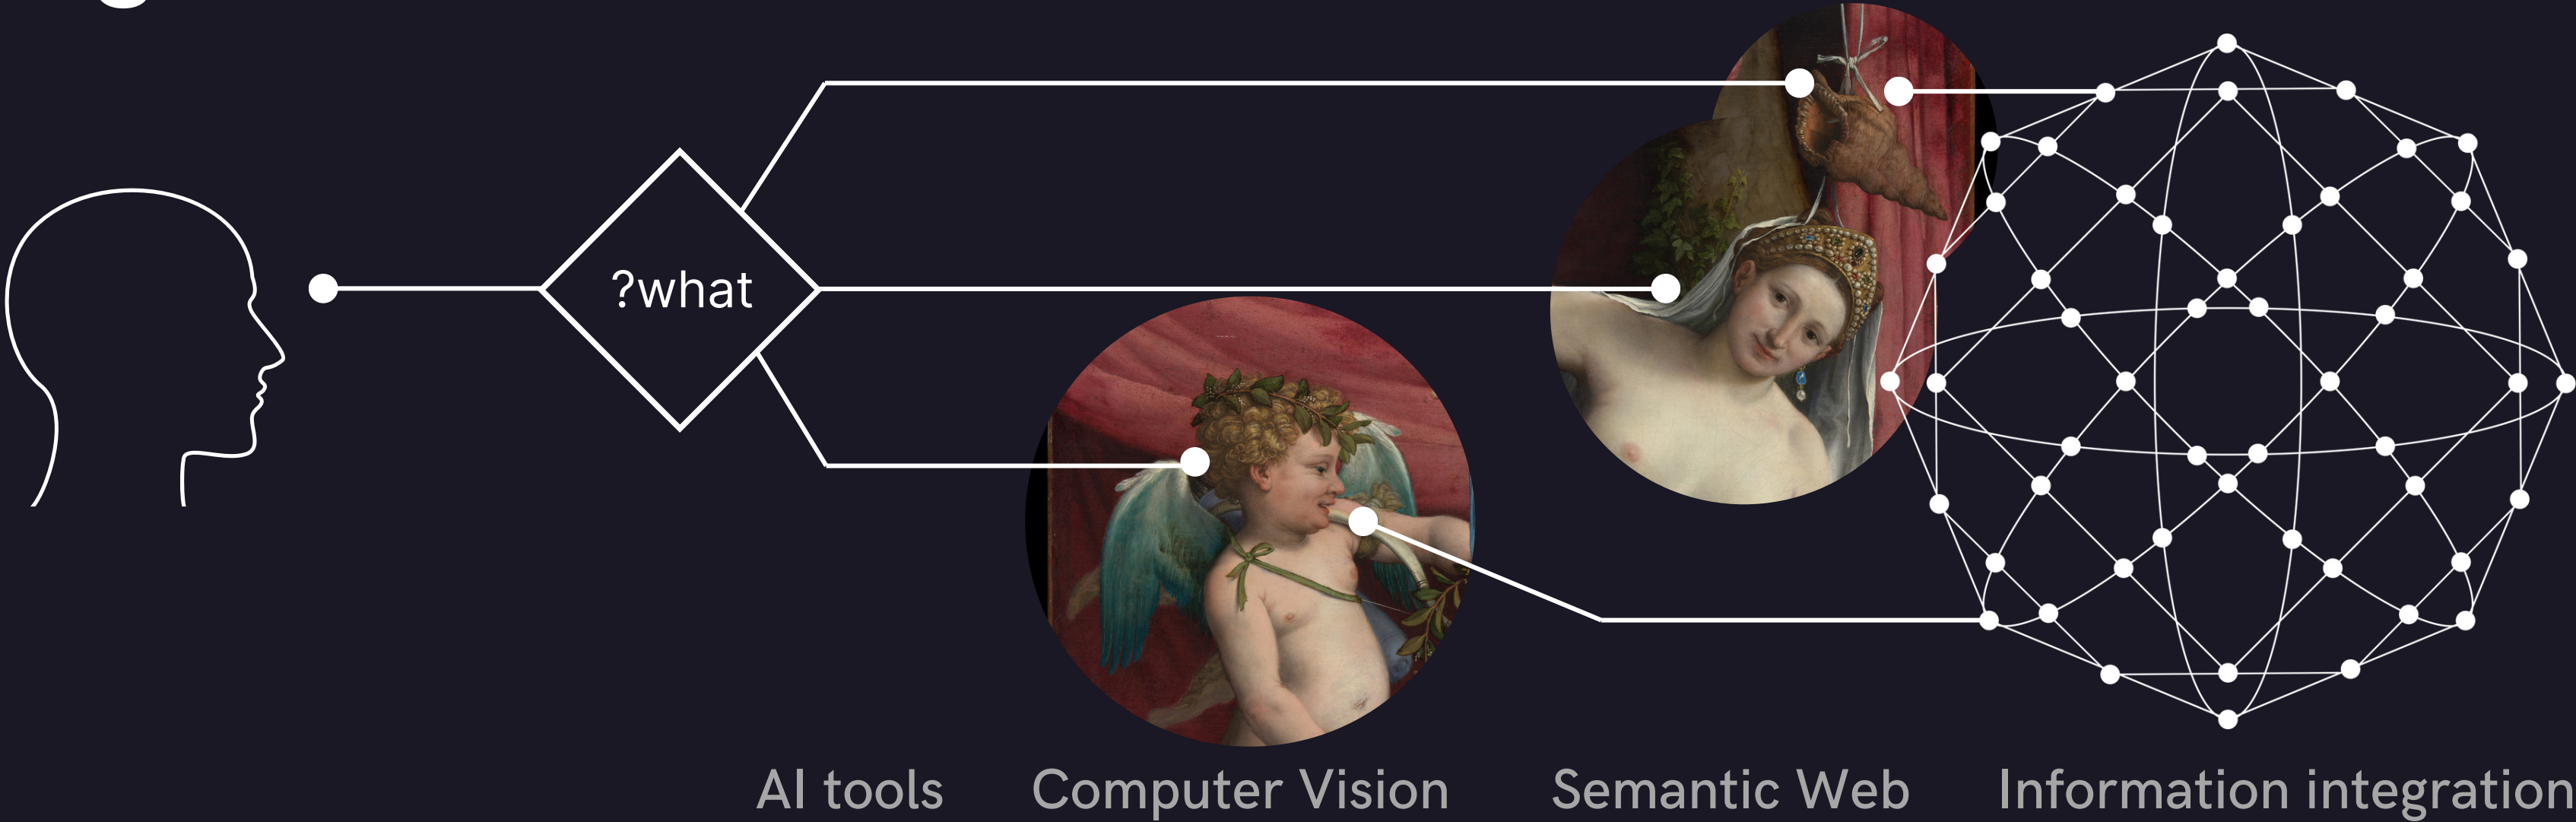 ?what
AI tools
Computer Vision
Semantic Web
Information integration